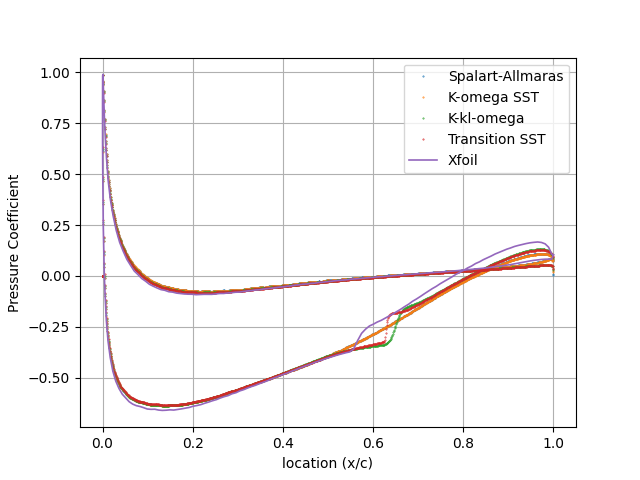 Spalart-Allmaras
K-omega SST
K-kl-omega
Transition SST
Xfoil
1.00
0.75
0.50
0.25
0.00
−0.25
−0.50
Pressure Coefficient
0.0 0.2 0.4 0.6 0.8 1.0
location (x/c)